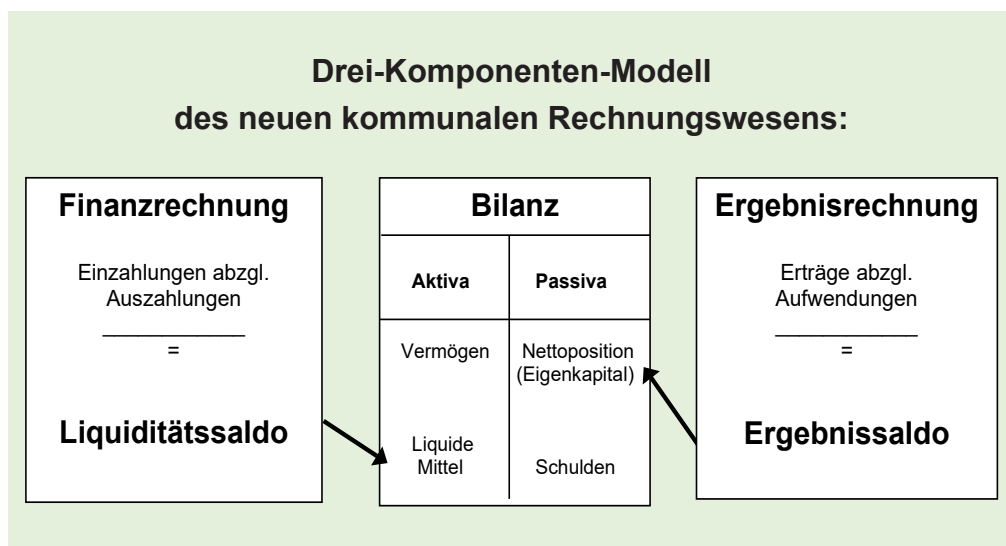 Drei-Komponenten-Modell
des neuen kommunalen Rechnungswesens:
Finanzrechnung
Einzahlungen abzgl.
Auszahlungen
=
Liquiditätssaldo
Bilanz
Aktiva
Passiva
Vermögen
Nettoposition
(Eigenkapital)
Liquide
Mittel
Schulden
Ergebnisrechnung
Erträge abzgl.
Aufwendungen
=
Ergebnissaldo